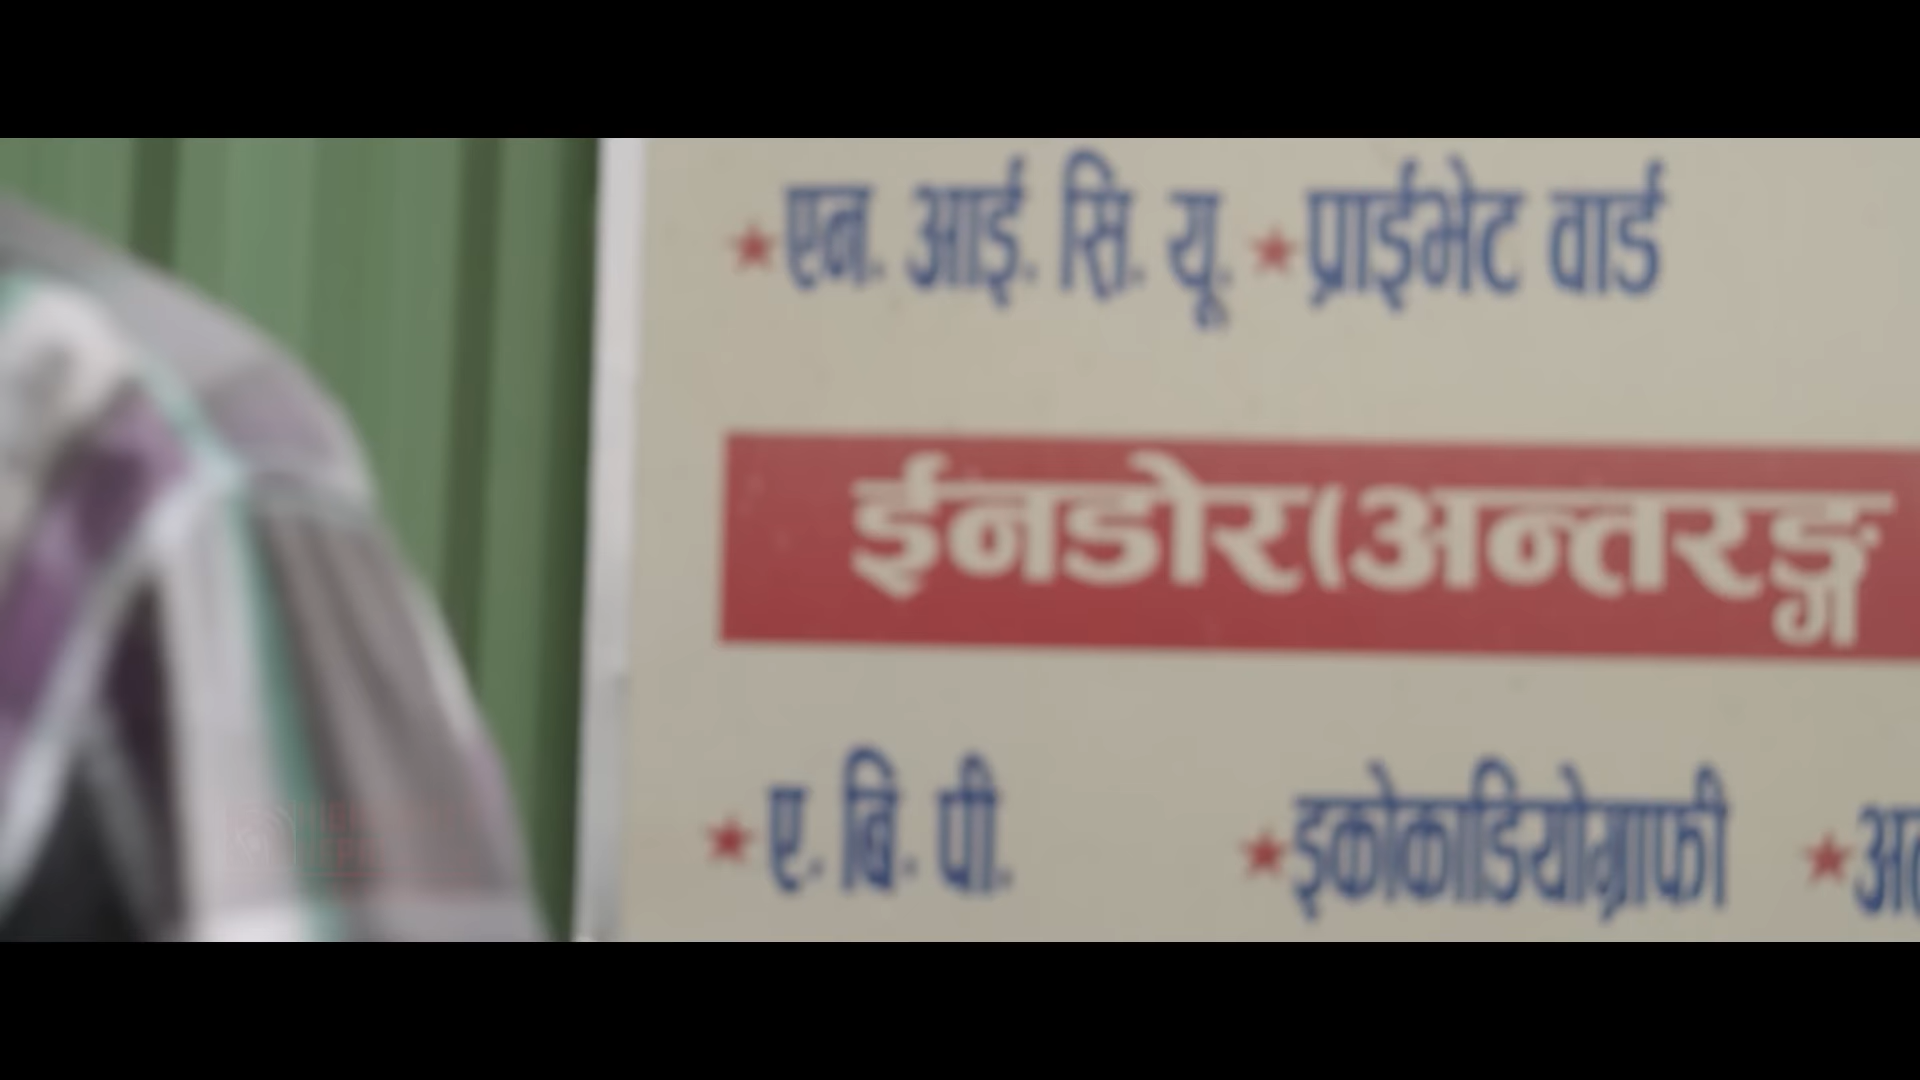 ★ एन. आई. सि. यू. ★ प्राईभेट वार्ड
ईनडोर(अन्तरङ्ग
★ ए. बि. पी. ★ इकोकाडियोग्राफी ★